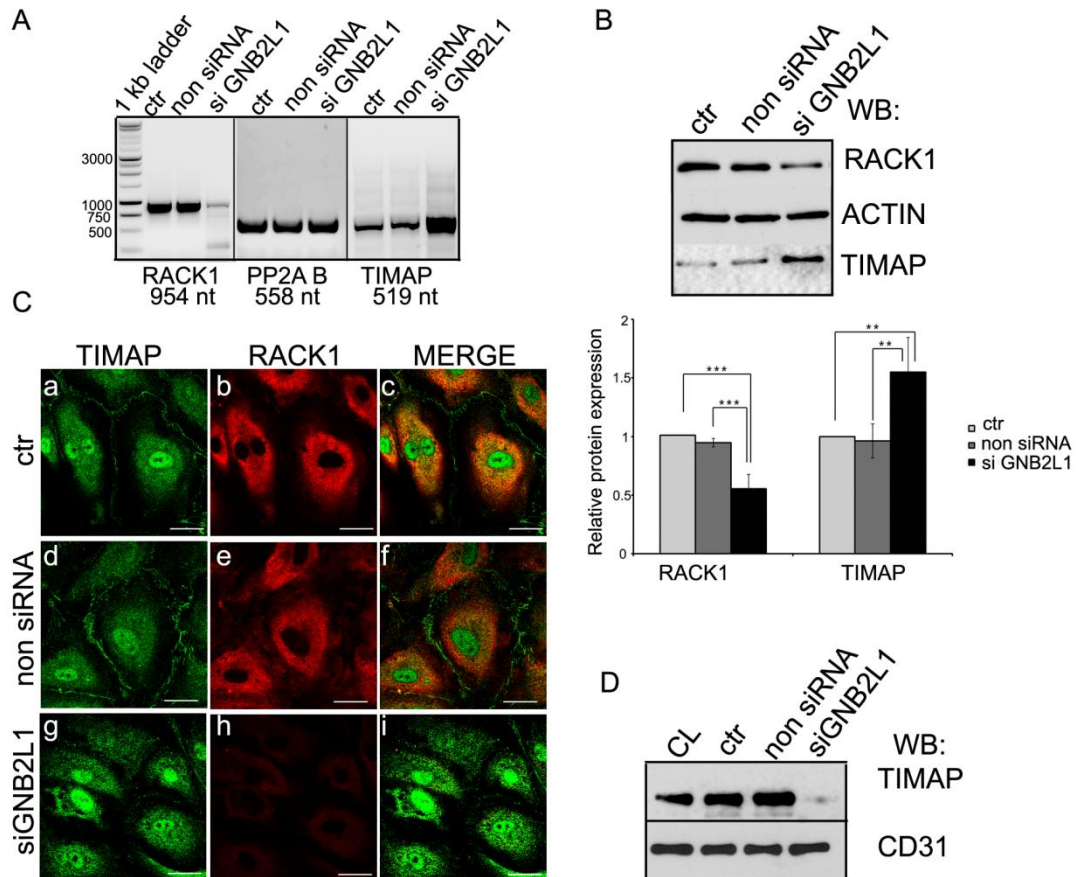 A
1 kb ladder
ctr
non siRNA
si GNB2L1
ctr
non siRNA
si GNB2L1
ctr
non siRNA
si GNB2L1
3000
1000
750
500
RACK1
954 nt
PP2A B
558 nt
TIMAP
519 nt
B
ctr
non siRNA
si GNB2L1
WB:
RACK1
ACTIN
TIMAP
Relative protein expression
2
1.5
1
0.5
0
***
***
**
**
RACK1
TIMAP
ctr
non siRNA
si GNB2L1
C
TIMAP
RACK1
MERGE
ctr
a
b
c
non siRNA
d
e
f
siGNB2L1
g
h
i
D
CL
ctr
non siRNA
siGNB2L1
WB:
TIMAP
CD31